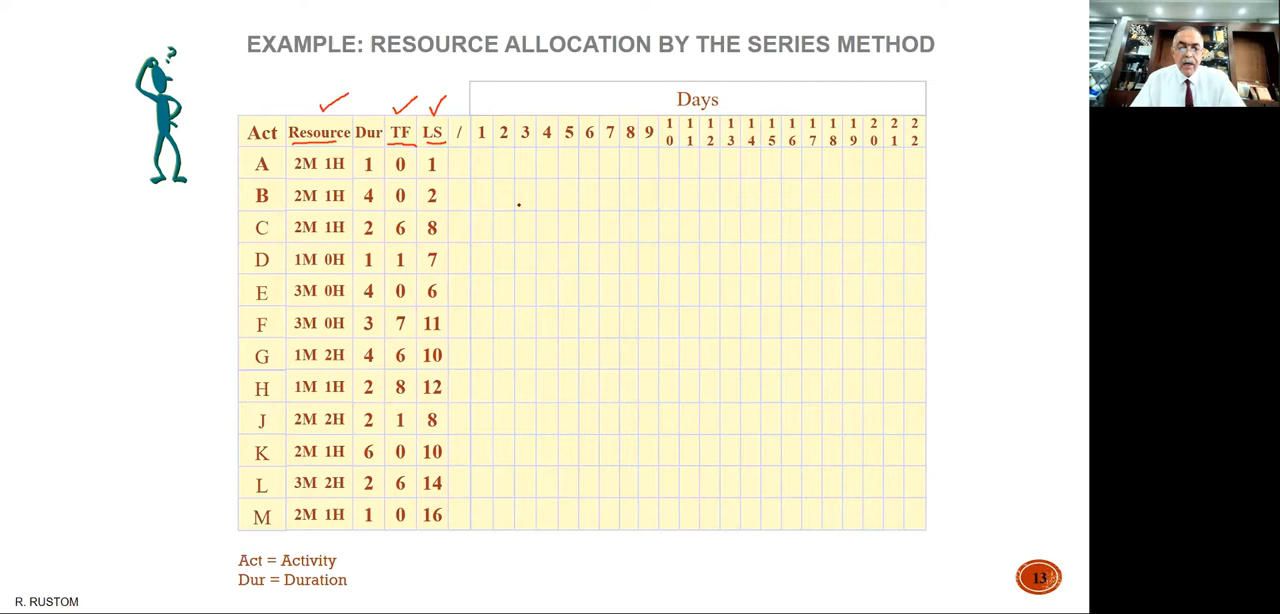 EXAMPLE: RESOURCE ALLOCATION BY THE SERIES METHOD
Days
Act Resource Dur TF LS / 1 2 3 4 5 6 7 8 9 10 11 12 13 14 15 16 17 18 19 20 21 22
A 2M 1H 1 0 1
B 2M 1H 4 0 2
C 2M 1H 2 6 8
D 1M 0H 1 1 7
E 3M 0H 4 0 6
F 3M 0H 3 7 11
G 1M 2H 4 6 10
H 1M 1H 2 8 12
J 2M 2H 2 1 8
K 2M 1H 6 0 10
L 3M 2H 2 6 14
M 2M 1H 1 0 16
Act = Activity
Dur = Duration
13
R. RUSTOM